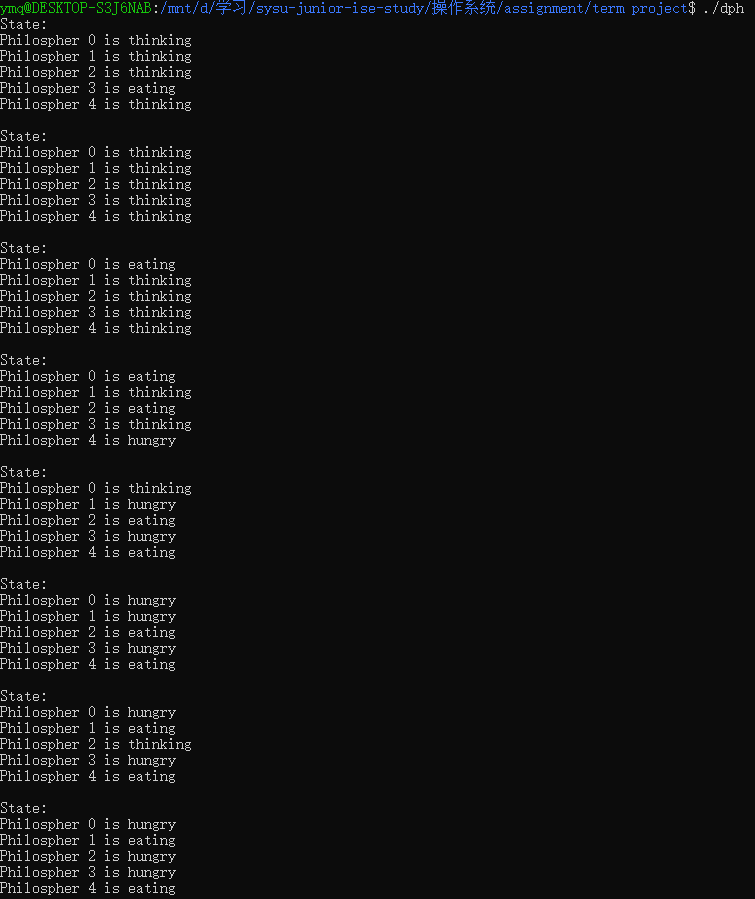 ymq@DESKTOP-S3J6NAB:/mnt/d/学习/sysu-junior-ise-study/操作系统/assignment/term project$ ./dph
State:
Philospher 0 is thinking
Philospher 1 is thinking
Philospher 2 is thinking
Philospher 3 is eating
Philospher 4 is thinking

State:
Philospher 0 is thinking
Philospher 1 is thinking
Philospher 2 is thinking
Philospher 3 is thinking
Philospher 4 is thinking

State:
Philospher 0 is eating
Philospher 1 is thinking
Philospher 2 is thinking
Philospher 3 is thinking
Philospher 4 is thinking

State:
Philospher 0 is eating
Philospher 1 is thinking
Philospher 2 is eating
Philospher 3 is thinking
Philospher 4 is hungry

State:
Philospher 0 is thinking
Philospher 1 is hungry
Philospher 2 is eating
Philospher 3 is hungry
Philospher 4 is eating

State:
Philospher 0 is hungry
Philospher 1 is hungry
Philospher 2 is eating
Philospher 3 is hungry
Philospher 4 is eating

State:
Philospher 0 is hungry
Philospher 1 is eating
Philospher 2 is thinking
Philospher 3 is hungry
Philospher 4 is eating

State:
Philospher 0 is hungry
Philospher 1 is eating
Philospher 2 is hungry
Philospher 3 is hungry
Philospher 4 is eating